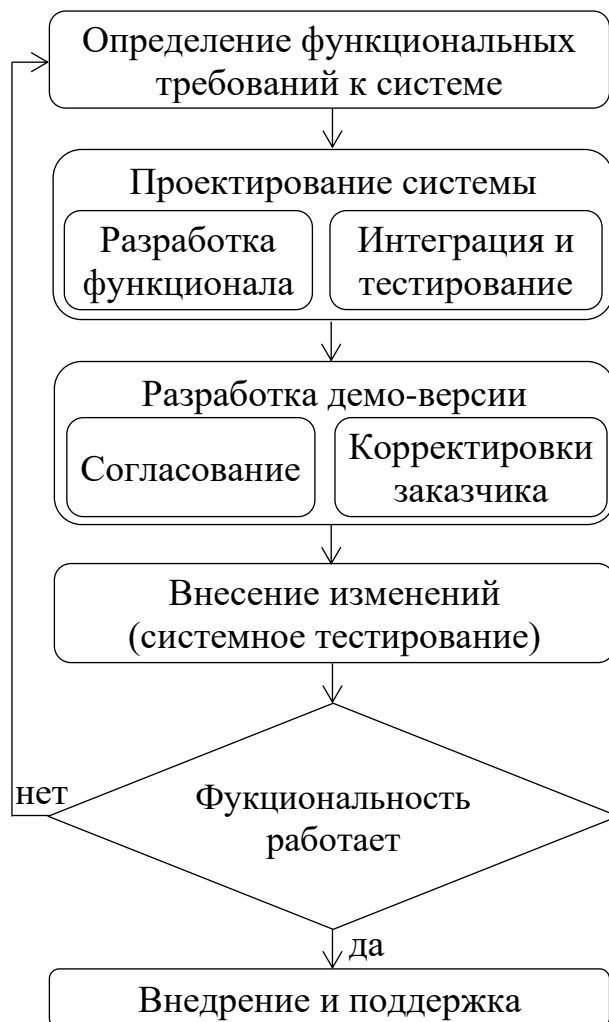 Определение функциональных
требований к системе
Проектирование системы
Разработка
функционала
Интеграция и
тестирование
Разработка демо-версии
Согласование
Корректировки
заказчика
Внесение изменений
(системное тестирование)
нет
Фукциональность
работает
да
Внедрение и поддержка